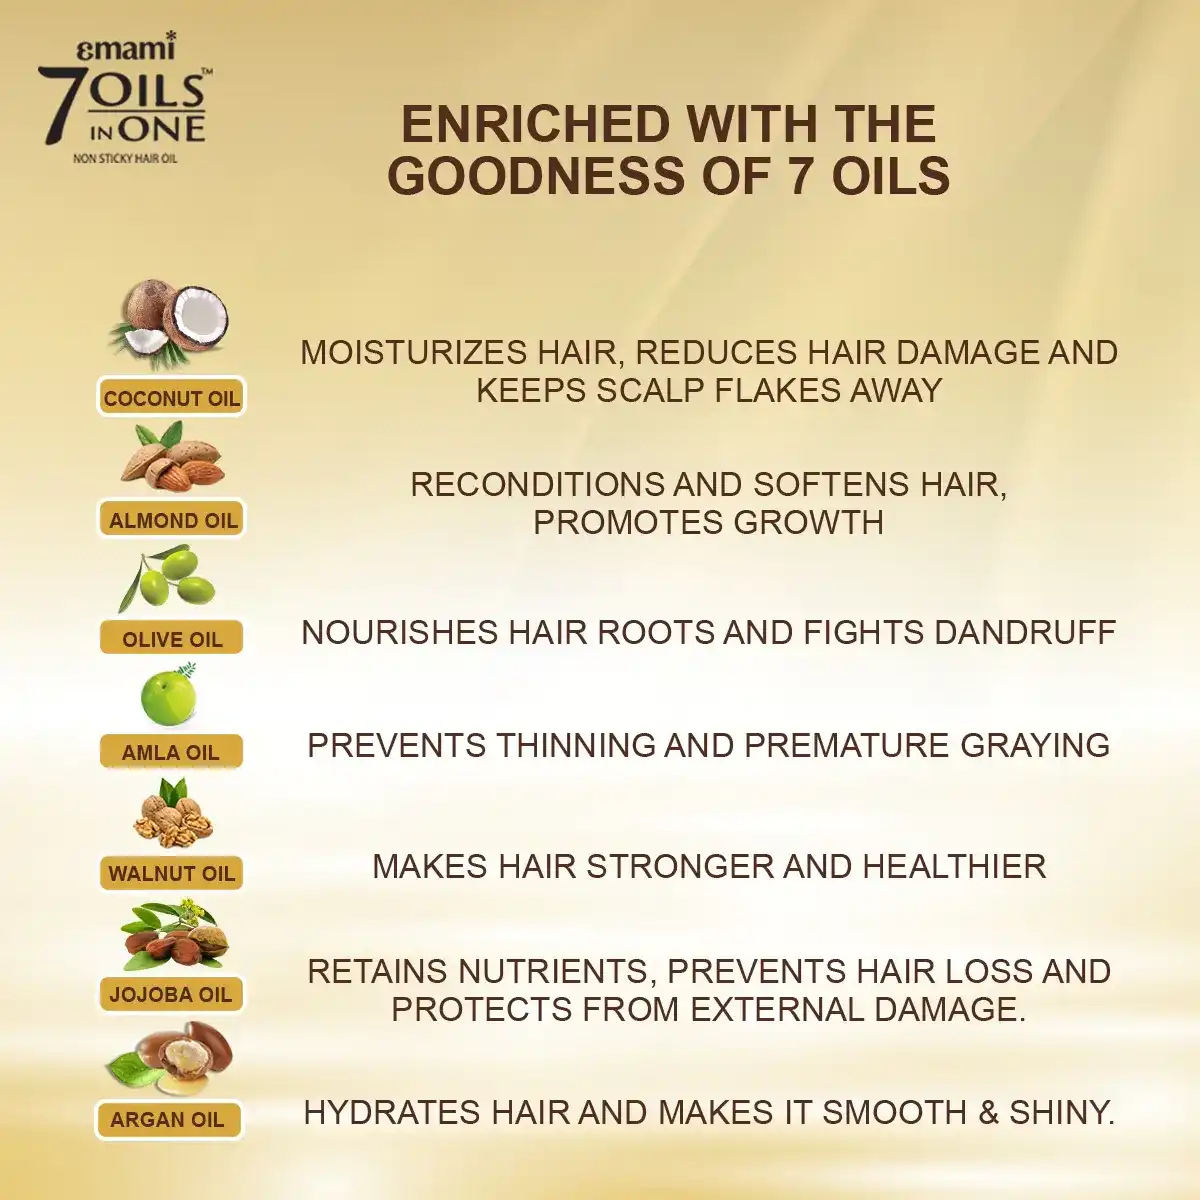 emami*
7 OILS™
IN ONE
NON STICKY HAIR OIL
ENRICHED WITH THE
GOODNESS OF 7 OILS
COCONUT OIL
MOISTURIZES HAIR, REDUCES HAIR DAMAGE AND
KEEPS SCALP FLAKES AWAY
ALMOND OIL
RECONDITIONS AND SOFTENS HAIR,
PROMOTES GROWTH
OLIVE OIL
NOURISHES HAIR ROOTS AND FIGHTS DANDRUFF
AMLA OIL
PREVENTS THINNING AND PREMATURE GRAYING
WALNUT OIL
MAKES HAIR STRONGER AND HEALTHIER
JOJOBA OIL
RETAINS NUTRIENTS, PREVENTS HAIR LOSS AND
PROTECTS FROM EXTERNAL DAMAGE.
ARGAN OIL
HYDRATES HAIR AND MAKES IT SMOOTH & SHINY.